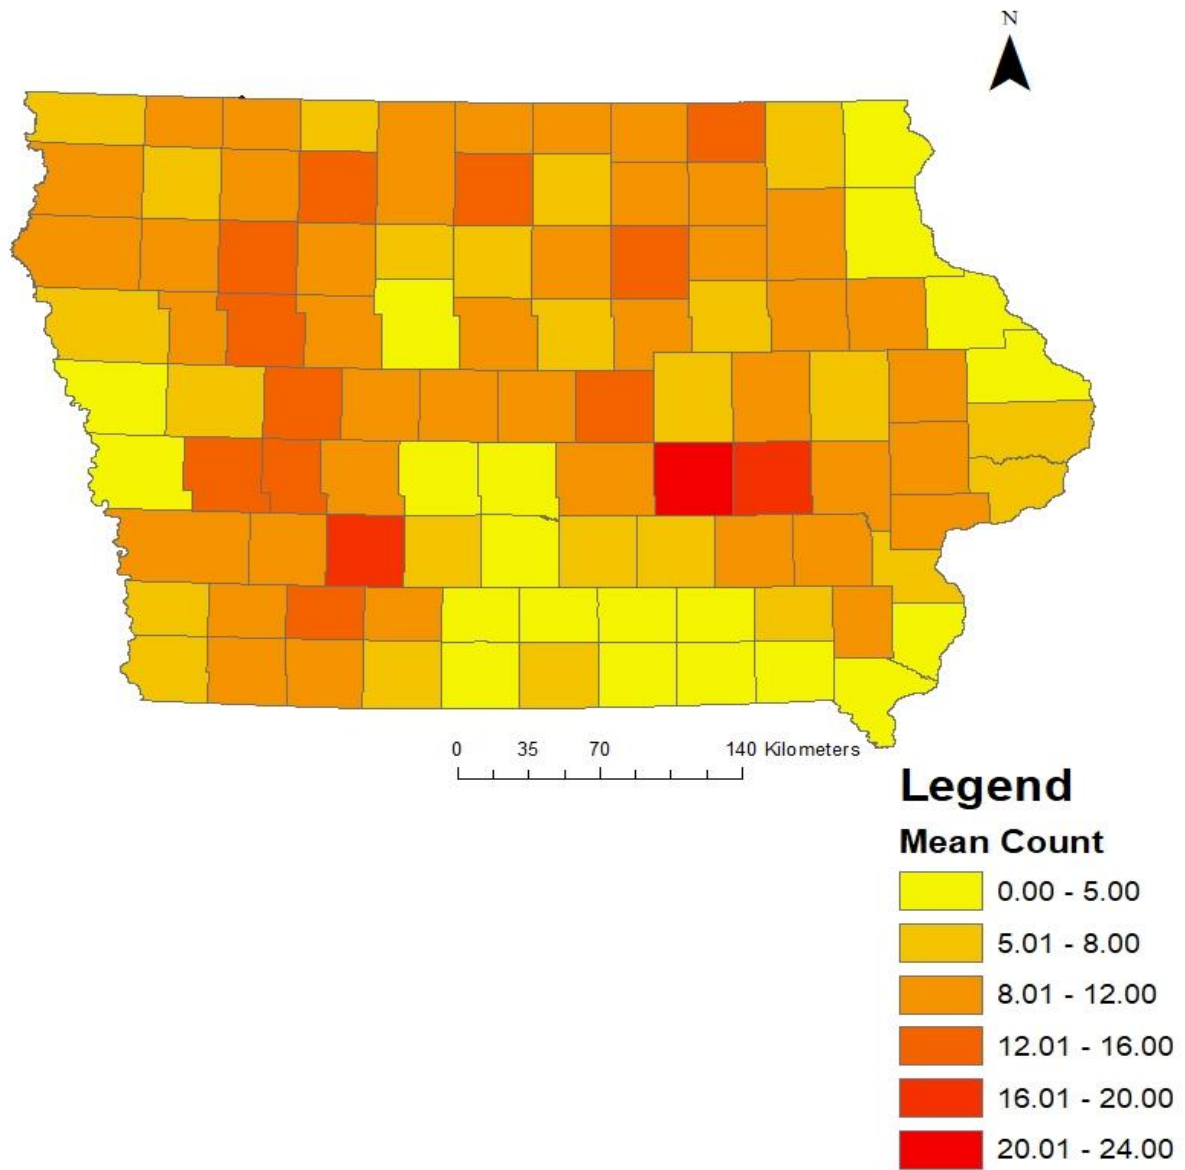 N
0 35 70 140 Kilometers
Legend
Mean Count
0.00 - 5.00
5.01 - 8.00
8.01 - 12.00
12.01 - 16.00
16.01 - 20.00
20.01 - 24.00